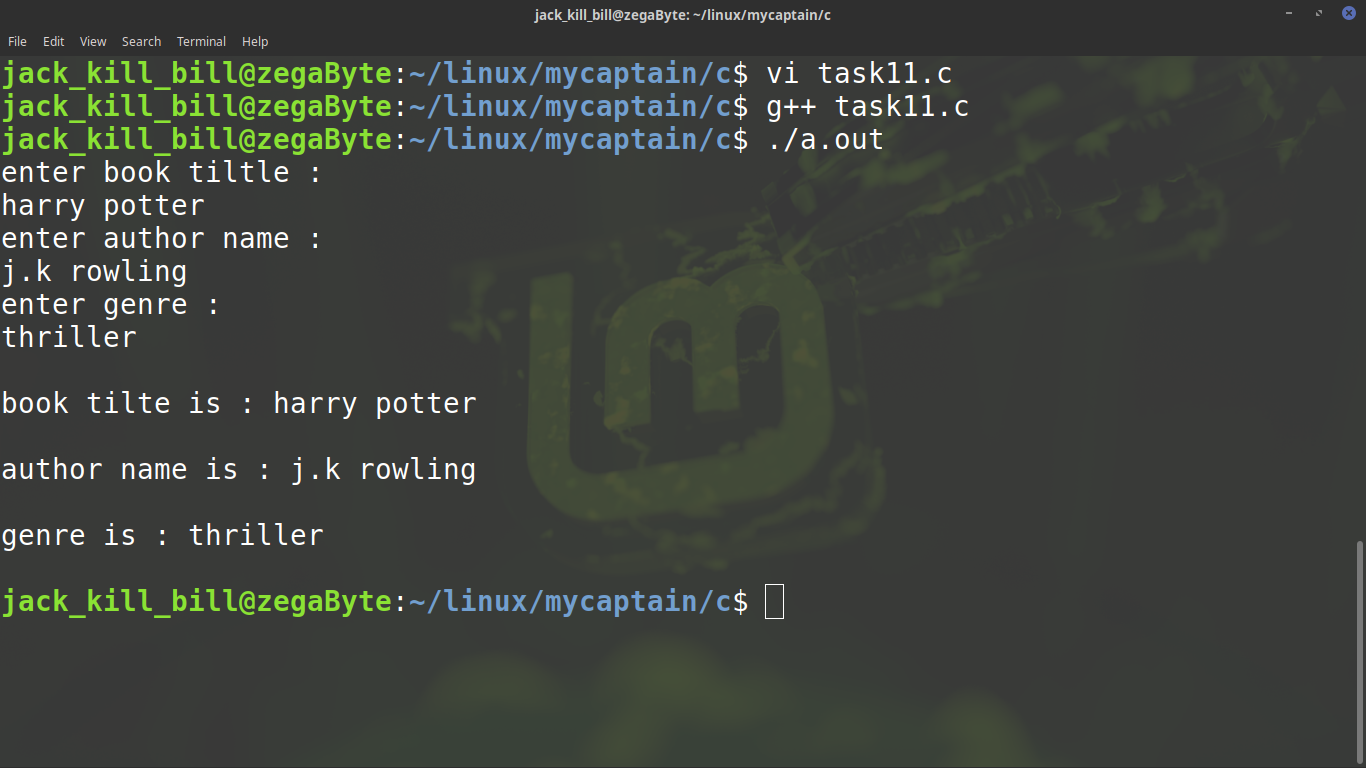 jack_kill_bill@zegaByte: ~/linux/mycaptain/c
File Edit View Search Terminal Help
jack_kill_bill@zegaByte:~/linux/mycaptain/c$ vi task11.c
jack_kill_bill@zegaByte:~/linux/mycaptain/c$ g++ task11.c
jack_kill_bill@zegaByte:~/linux/mycaptain/c$ ./a.out
enter book tiltle :
harry potter
enter author name :
j.k rowling
enter genre :
thriller
book tilte is : harry potter
author name is : j.k rowling
genre is : thriller
jack_kill_bill@zegaByte:~/linux/mycaptain/c$